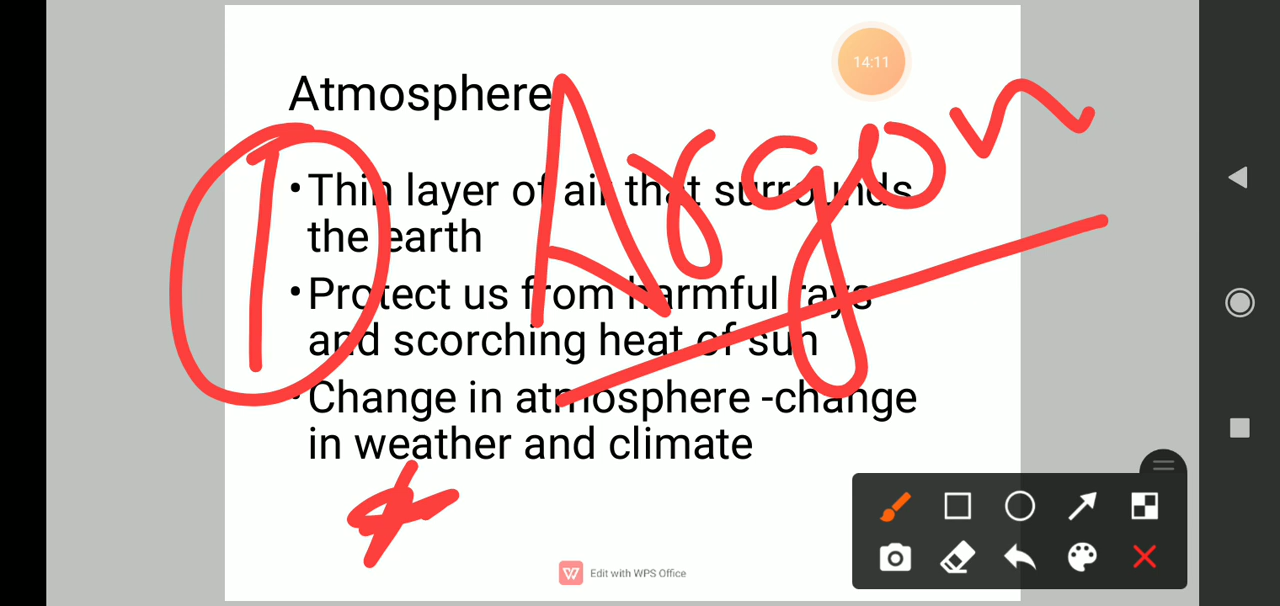 14:11
Atmosphere
Argon
1
•Thin layer of air that surrounds
the earth
•Protect us from harmful rays
and scorching heat of sun
•Change in atmosphere -change
in weather and climate
Edit with WPS Office